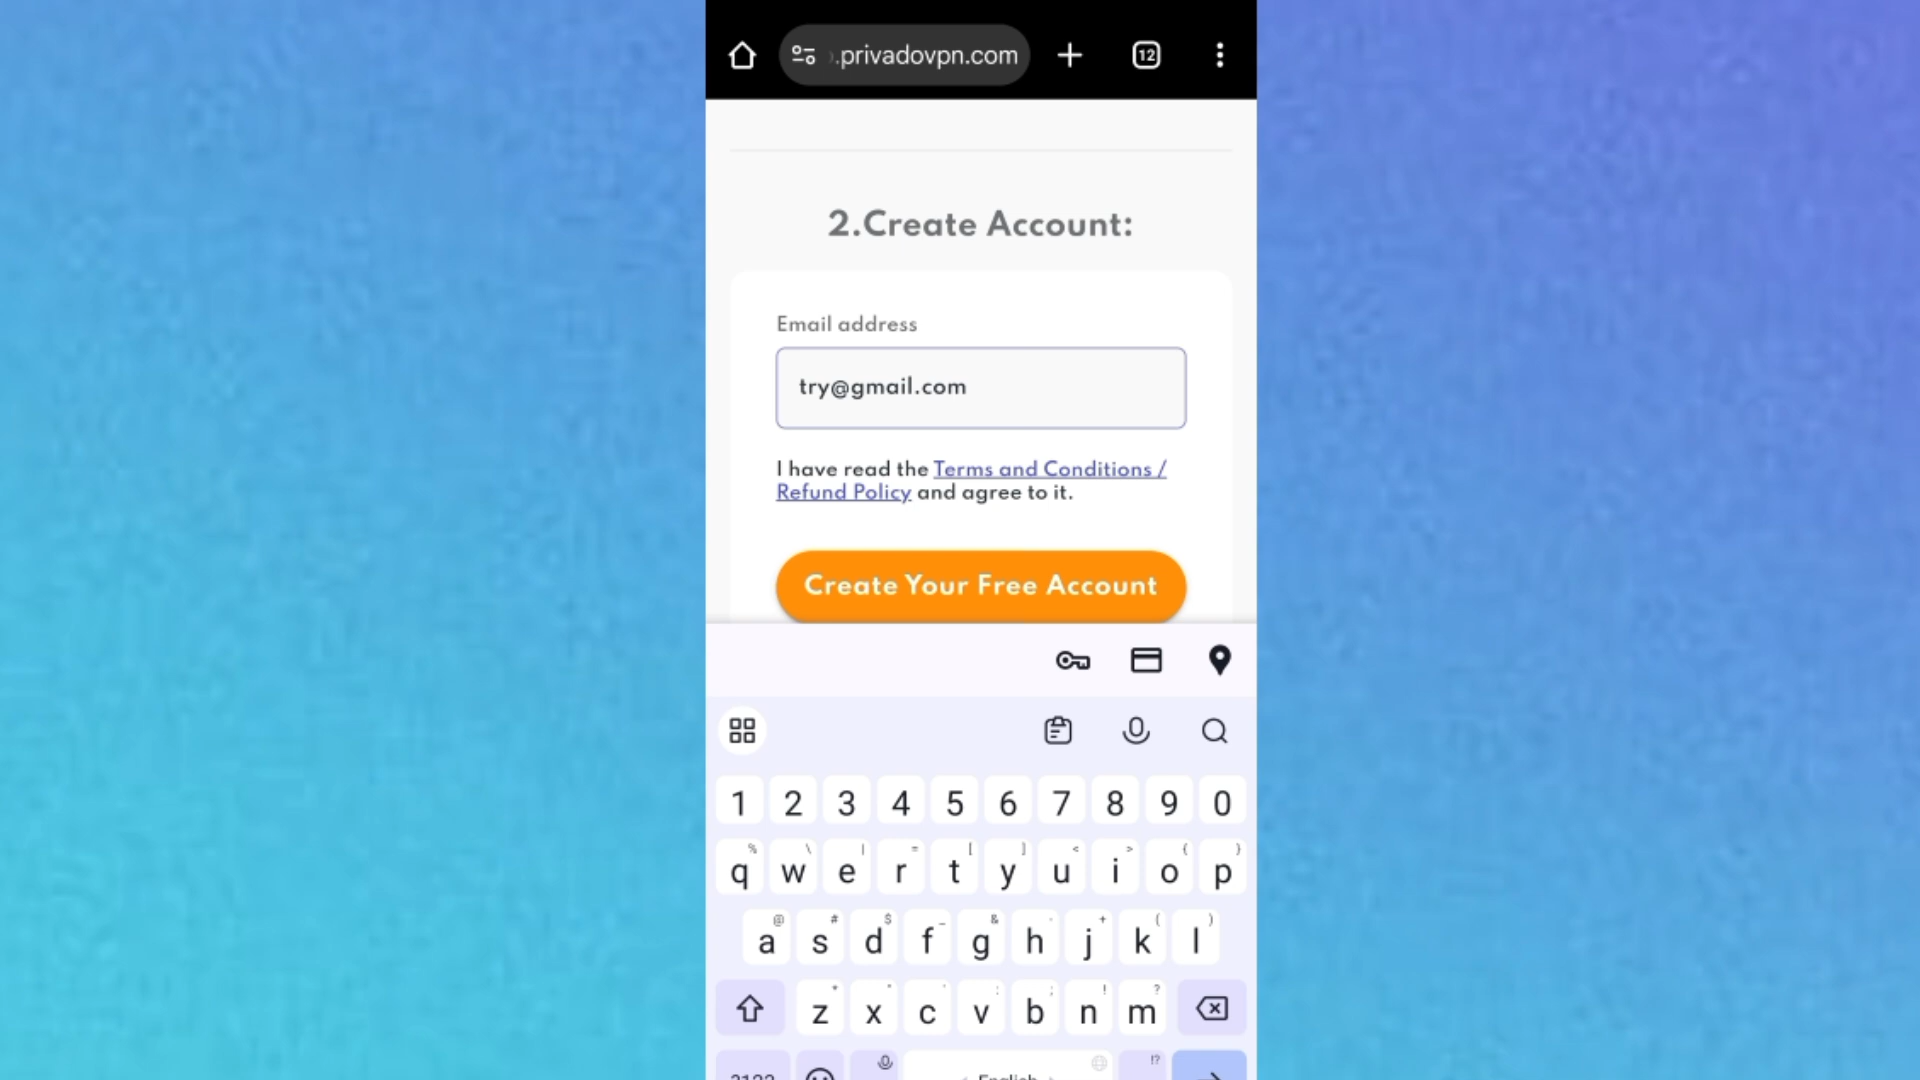 .privadovpn.com
12
2.Create Account:
Email address
try@gmail.com
I have read the Terms and Conditions /
Refund Policy and agree to it.
Create Your Free Account
1 2 3 4 5 6 7 8 9 0
% \ | = [ ] < > { }
q w e r t y u i o p
@ # $ _ & - + ( )
a s d f g h j k l
* " ' : ; ! ?
z x c v b n m
!?
English